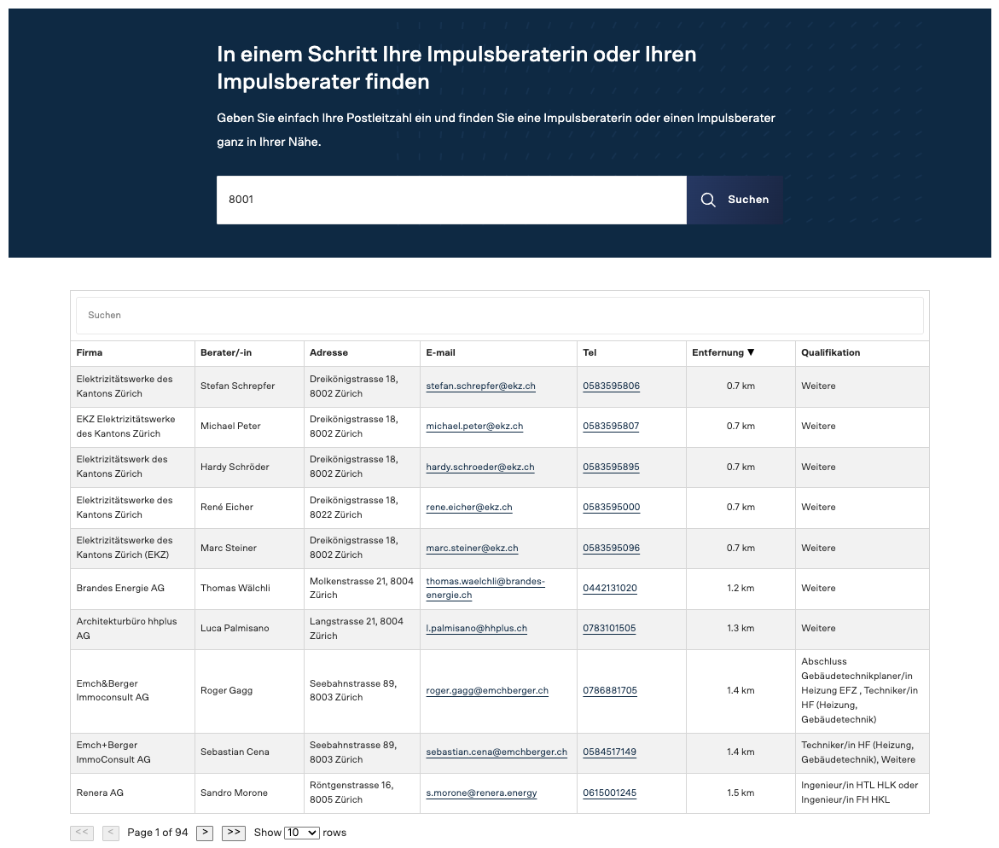 In einem Schritt Ihre Impulsberaterin oder Ihren
Impulsberater finden
Geben Sie einfach Ihre Postleitzahl ein und finden Sie eine Impulsberaterin oder einen Impulsberater
ganz in Ihrer Nähe.
8001
Suchen
Suchen
Firma Berater/-in Adresse E-mail Tel Entfernung ▼ Qualifikation
Elektrizitätswerke des
Kantons Zürich
Stefan Schrepfer
Dreikönigstrasse 18,
8002 Zürich
stefan.schrepfer@ekz.ch
0583595806
0.7 km
Weitere
EKZ Elektrizitätswerke
des Kantons Zürich
Michael Peter
Dreikönigstrasse 18,
8002 Zürich
michael.peter@ekz.ch
0583595807
0.7 km
Weitere
Elektrizitätswerk des
Kantons Zürich
Hardy Schröder
Dreikönigstrasse 18,
8002 Zürich
hardy.schroeder@ekz.ch
0583595895
0.7 km
Weitere
Elektrizitätswerke des
Kantons Zürich
René Eicher
Dreikönigstrasse 18,
8022 Zürich
rene.eicher@ekz.ch
0583595000
0.7 km
Weitere
Elektrizitätswerke des
Kantons Zürich (EKZ)
Marc Steiner
Dreikönigstrasse 18,
8002 Zürich
marc.steiner@ekz.ch
0583595096
0.7 km
Weitere
Brandes Energie AG
Thomas Wälchli
Molkenstrasse 21, 8004
Zürich
thomas.waelchli@brandes-
energie.ch
0442131020
1.2 km
Weitere
Architekturbüro hhplus
AG
Luca Palmisano
Langstrasse 21, 8004
Zürich
l.palmisano@hhplus.ch
0783101505
1.3 km
Weitere
Emch&Berger
Immoconsult AG
Roger Gagg
Seebahnstrasse 89,
8003 Zürich
roger.gagg@emchberger.ch
0786881705
1.4 km
Abschluss
Gebäudetechnikplaner/in
Heizung EFZ , Techniker/in
HF (Heizung,
Gebäudetechnik)
Emch+Berger
ImmoConsult AG
Sebastian Cena
Seebahnstrasse 89,
8003 Zürich
sebastian.cena@emchberger.ch
0584517149
1.4 km
Techniker/in HF (Heizung,
Gebäudetechnik), Weitere
Renera AG
Sandro Morone
Röntgenstrasse 16,
8005 Zürich
s.morone@renera.energy
0615001245
1.5 km
Ingenieur/in HTL HLK oder
Ingenieur/in FH HKL
<< < Page 1 of 94 > >> Show 10 rows